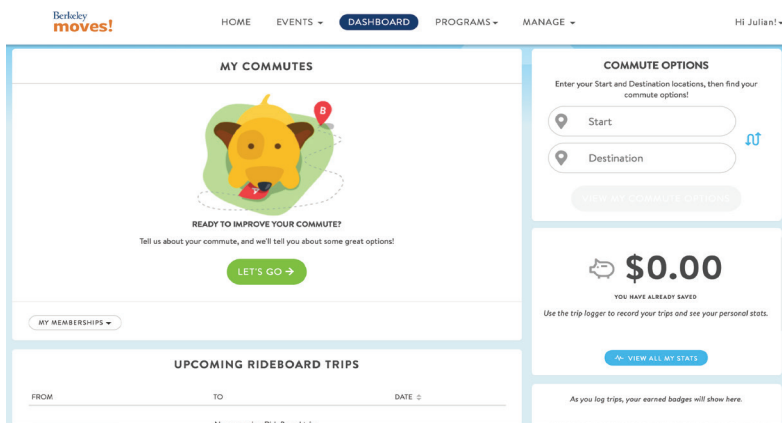 Berkeley
moves!
HOME EVENTS DASHBOARD PROGRAMS MANAGE Hi Julian!
MY COMMUTES
B
READY TO IMPROVE YOUR COMMUTE?
Tell us about your commute, and we'll tell you about some great options!
LET'S GO →
MY MEMBERSHIPS
UPCOMING RIDEBOARD TRIPS
FROM TO DATE
COMMUTE OPTIONS
Enter your Start and Destination locations, then find your
commute options!
Start
Destination
VIEW MY COMMUTE OPTIONS
$0.00
YOU HAVE ALREADY SAVED
Use the trip logger to record your trips and see your personal stats.
VIEW ALL MY STATS
As you log trips, your earned badges will show here.